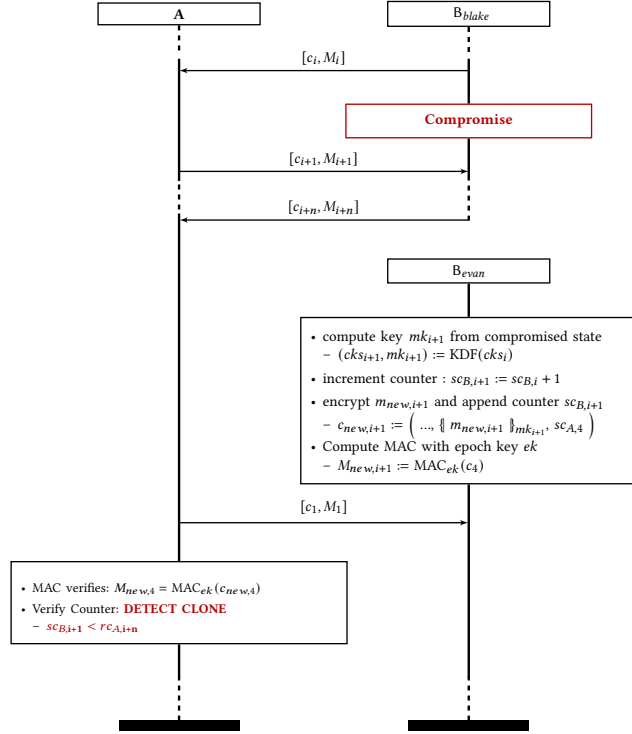 A
B_blake
[c_i, M_i]
Compromise
[c_{i+1}, M_{i+1}]
[c_{i+n}, M_{i+n}]
B_evan
• compute key mk_{i+1} from compromised state
– (cks_{i+1}, mk_{i+1}) := KDF(cks_i)
• increment counter : sc_{B,i+1} := sc_{B,i} + 1
• encrypt m_{new,i+1} and append counter sc_{B,i+1}
– c_{new,i+1} := ( ..., ⦃ m_{new,i+1} ⦄_{mk_{i+1}}, sc_{A,4} )
• Compute MAC with epoch key ek
– M_{new,i+1} := MAC_{ek}(c_4)
[c_1, M_1]
• MAC verifies: M_{new,4} = MAC_{ek}(c_{new,4})
• Verify Counter: DETECT CLONE
– sc_{B,i+1} < rc_{A,i+n}